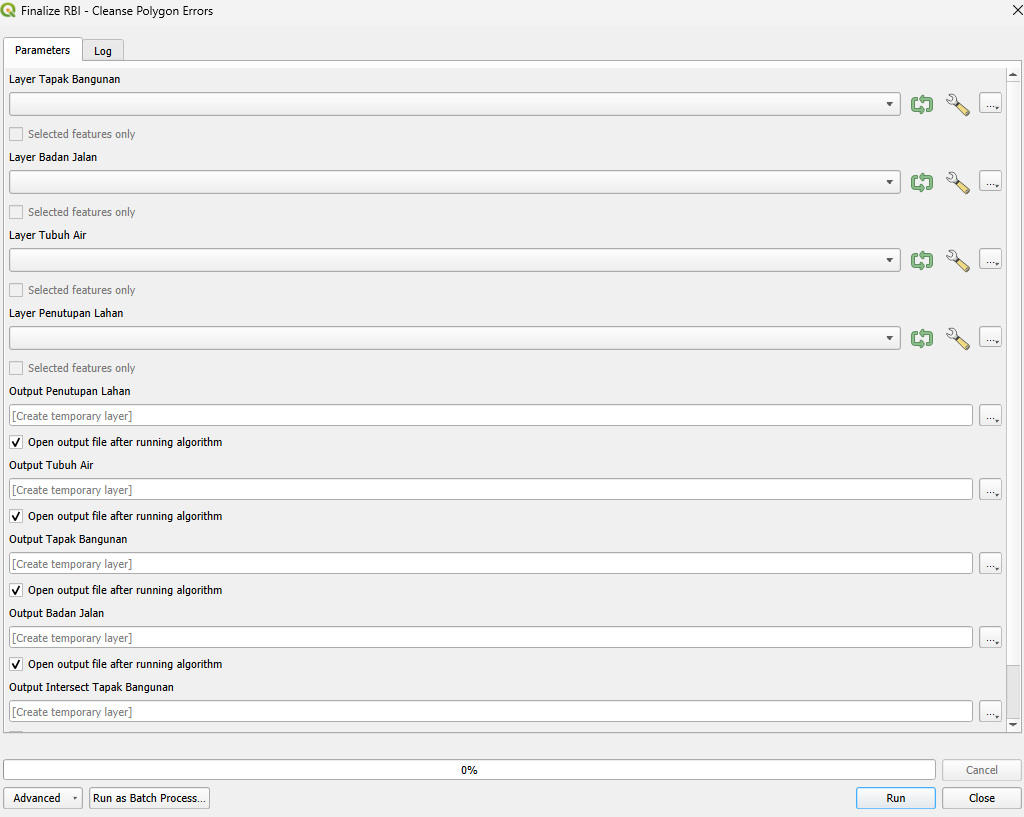 Finalize RBI - Cleanse Polygon Errors
Parameters
Log
Layer Tapak Bangunan
...
Selected features only
Layer Badan Jalan
...
Selected features only
Layer Tubuh Air
...
Selected features only
Layer Penutupan Lahan
...
Selected features only
Output Penutupan Lahan
[Create temporary layer]
...
Open output file after running algorithm
Output Tubuh Air
[Create temporary layer]
...
Open output file after running algorithm
Output Tapak Bangunan
[Create temporary layer]
...
Open output file after running algorithm
Output Badan Jalan
[Create temporary layer]
...
Open output file after running algorithm
Output Intersect Tapak Bangunan
[Create temporary layer]
...
0%
Cancel
Advanced
Run as Batch Process...
Run
Close